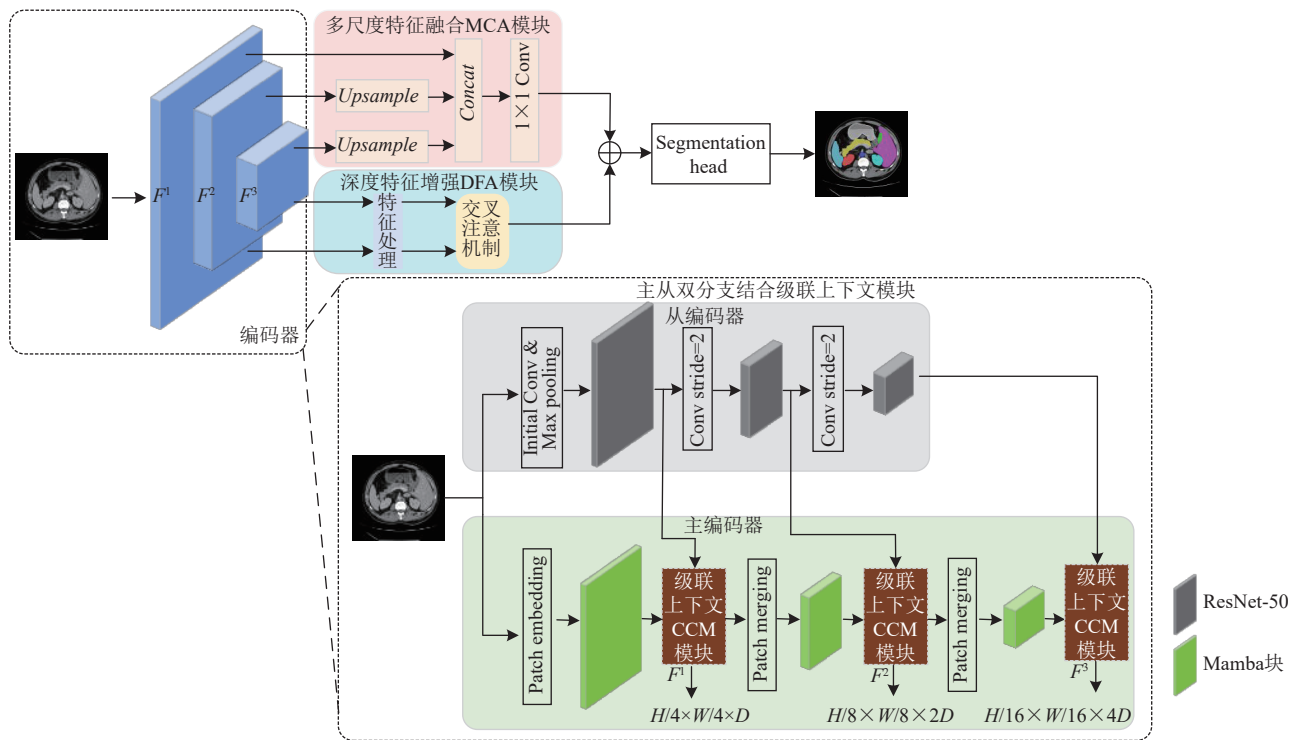 多尺度特征融合MCA模块
Upsample
Upsample
Concat
1×1 Conv
F¹
F²
F³
深度特征增强DFA模块
特征处理
交叉
注意
机制
Segmentation
head
编码器
主从双分支结合级联上下文模块
从编码器
Initial Conv &
Max pooling
Conv stride=2
Conv stride=2
主编码器
Patch embedding
级联
上下文
CCM
模块
Patch merging
级联
上下文
CCM
模块
Patch merging
级联
上下文
CCM
模块
F¹
F²
F³
H/4×W/4×D
H/8×W/8×2D
H/16×W/16×4D
ResNet-50
Mamba块